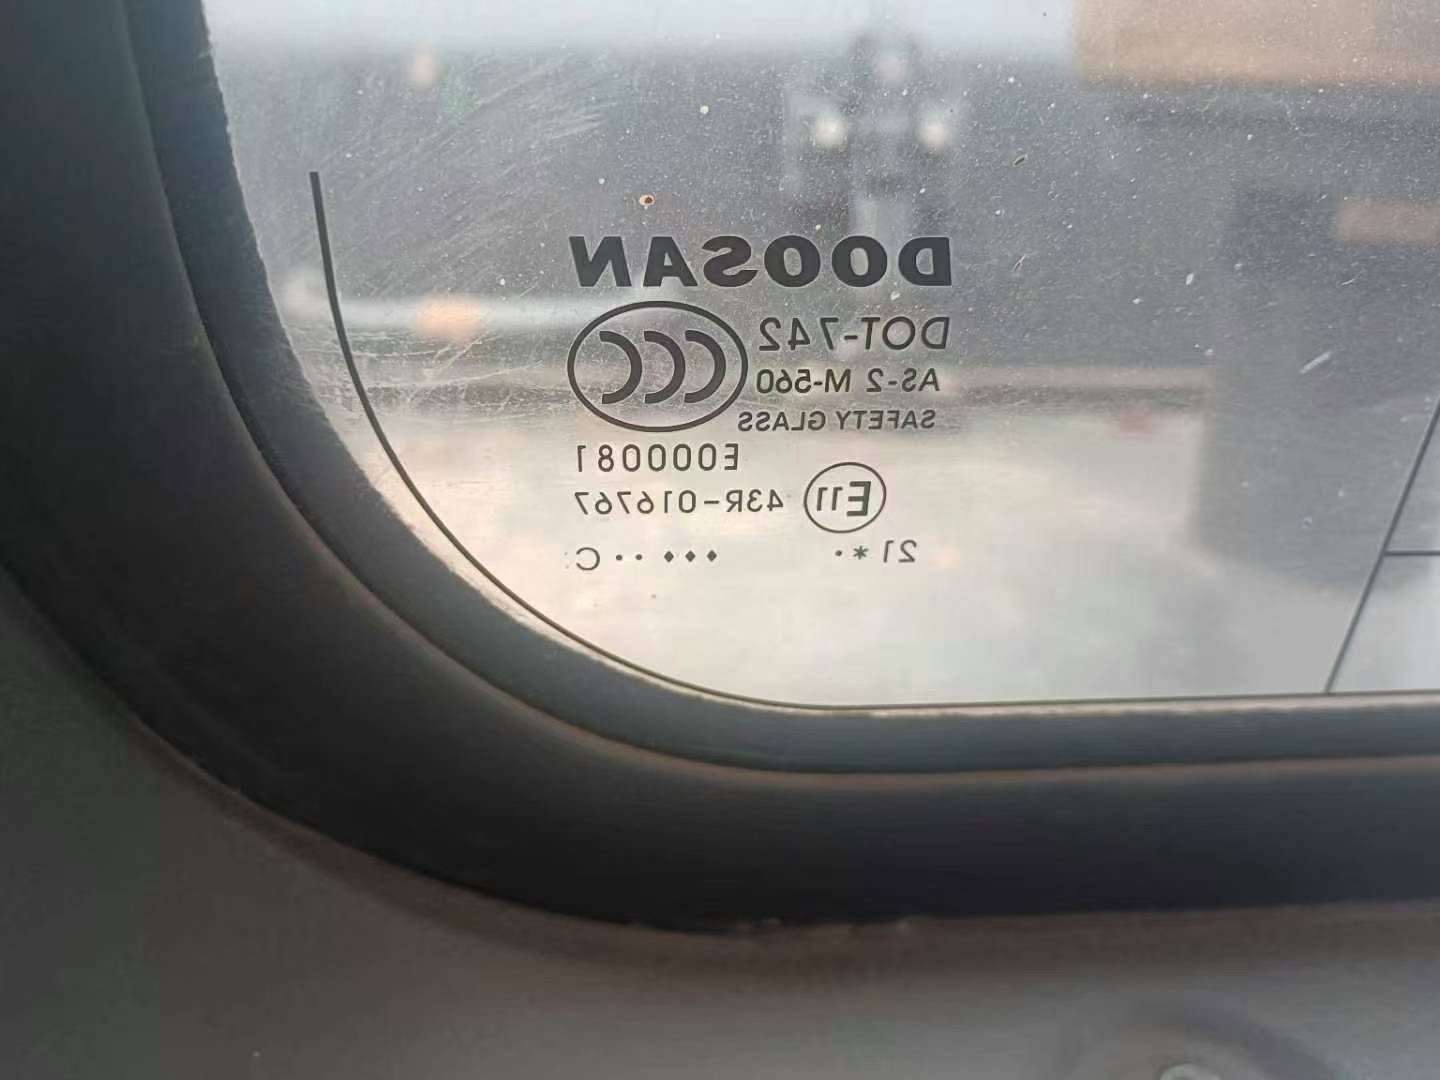 DOOSAN
DOT-742
CCC
AS-2 M-560
SAFETY GLASS
E000081
E11 43R-016767
21 *· ♦♦♦ ·· C